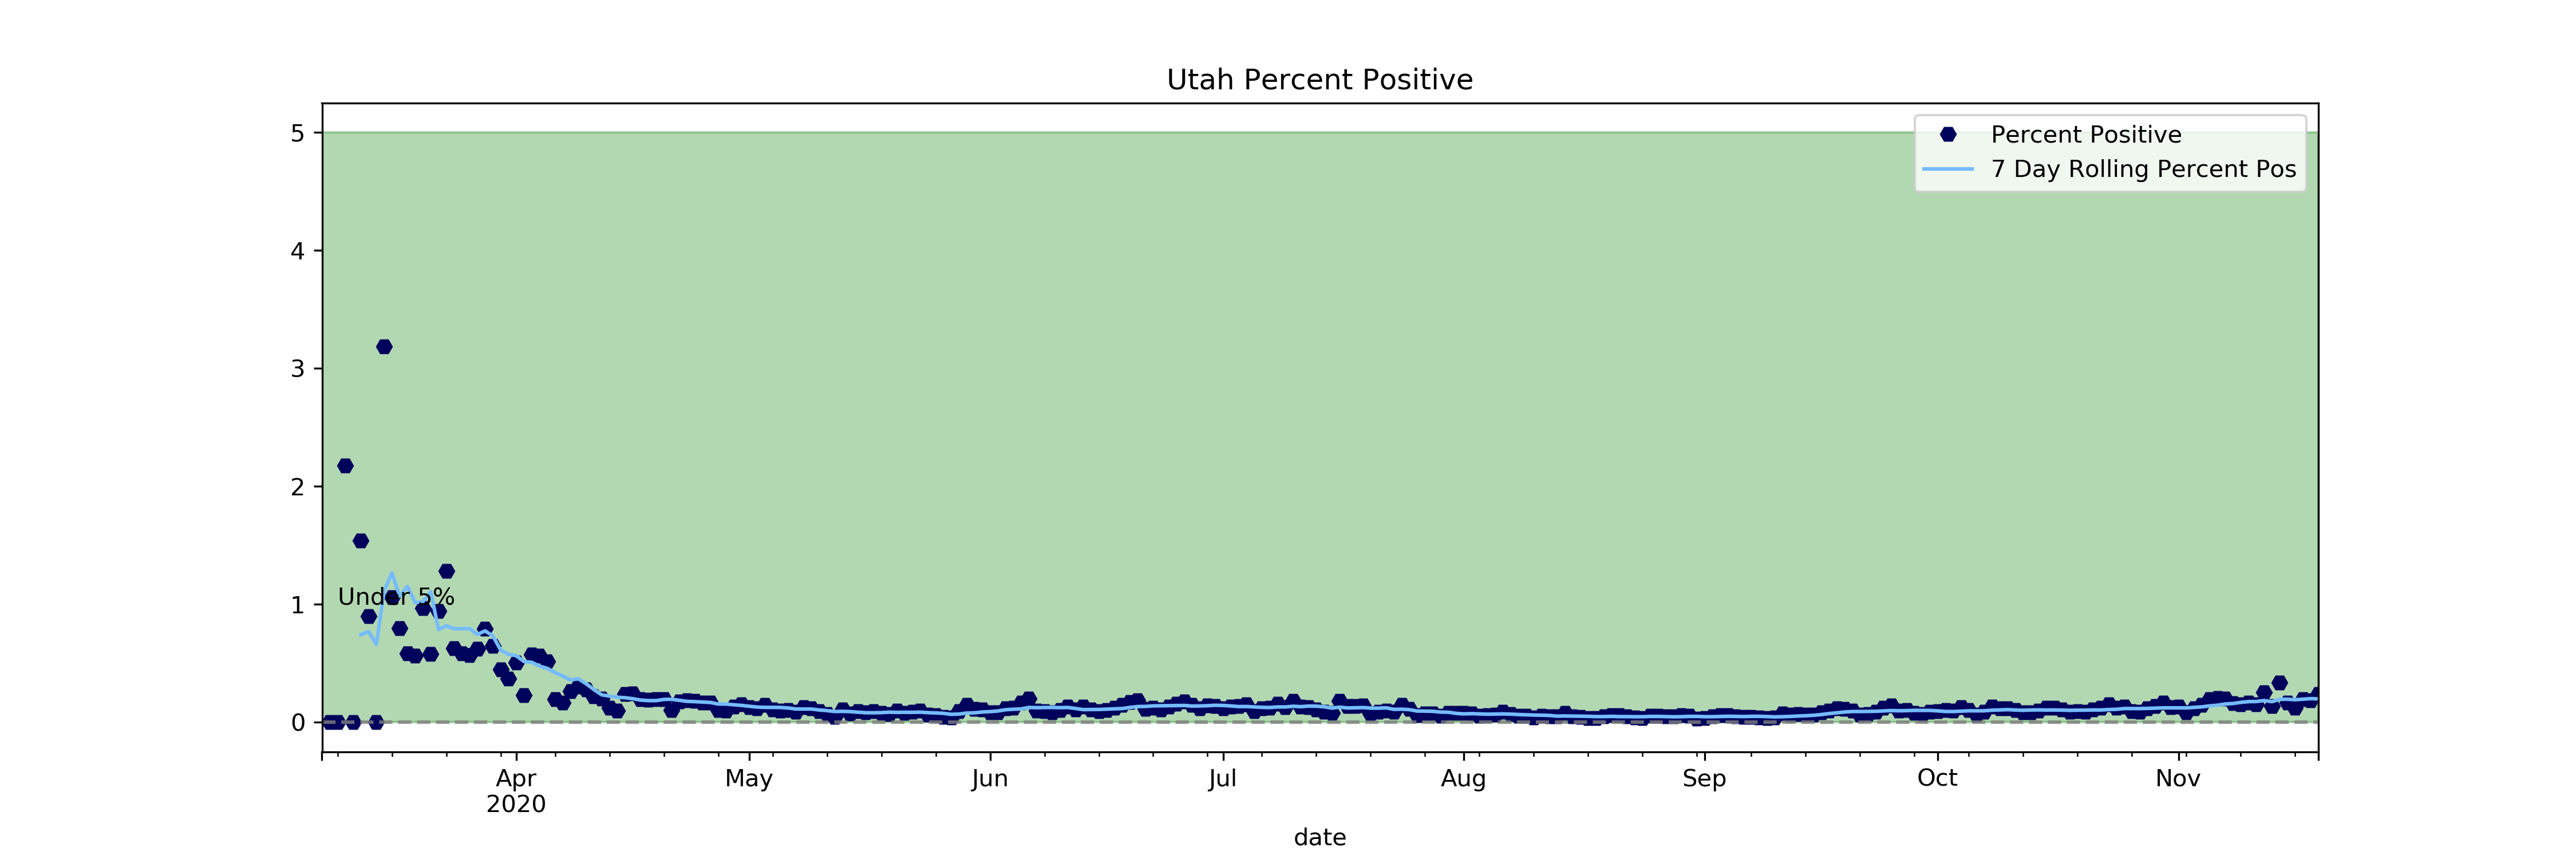 Utah Percent Positive
Percent Positive
7 Day Rolling Percent Pos
5
4
3
2
1
0
Under 5%
Apr May Jun Jul Aug Sep Oct Nov
2020
date